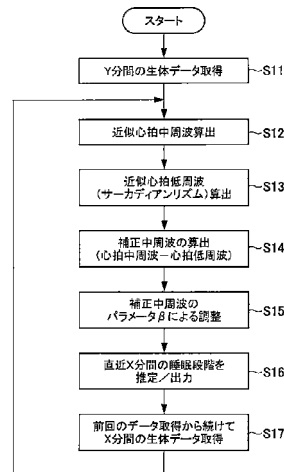 スタート
Y分間の生体データ取得
S11
近似心拍中周波算出
S12
近似心拍低周波
(サーカディアンリズム)算出
S13
補正中周波の算出
(心拍中周波－心拍低周波)
S14
補正中周波の
パラメータβによる調整
S15
直近X分間の睡眠段階を
推定／出力
S16
前回のデータ取得から続けて
X分間の生体データ取得
S17